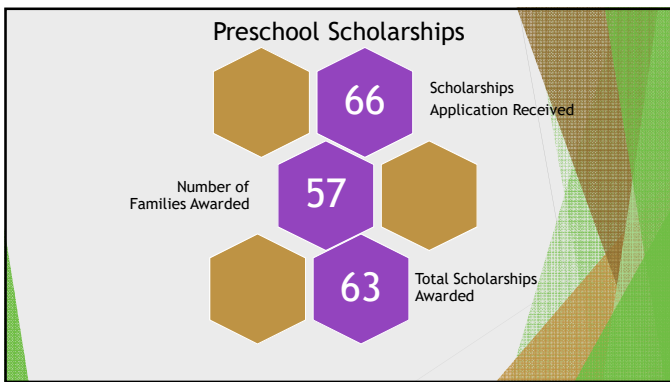 Preschool Scholarships
66
Scholarships
Application Received
Number of
Families Awarded
57
63
Total Scholarships
Awarded